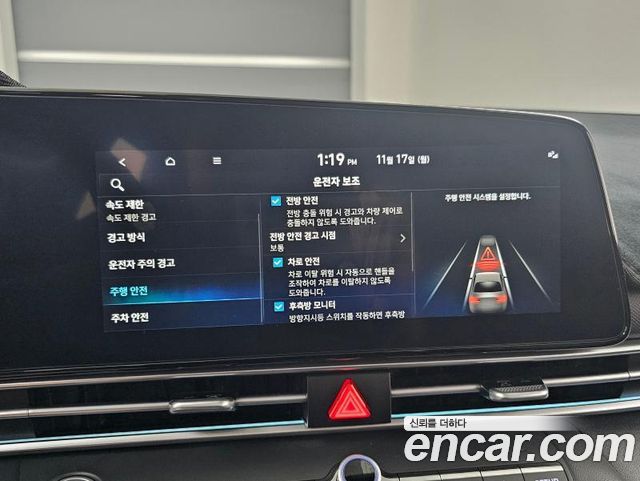 1:19 PM 11월 17일 (월)
운전자 보조
속도 제한
속도 제한 경고
경고 방식
운전자 주의 경고
주행 안전
주차 안전
전방 안전
전방 충돌 위험 시 경고와 차량 제어로
충돌하지 않도록 도와줍니다.
전방 안전 경고 시점
보통
차로 안전
차로 이탈 위험 시 자동으로 핸들을
조작하여 차로를 이탈하지 않도록
도와줍니다.
후측방 모니터
방향지시등 스위치를 작동하면 후측방
주행 안전 시스템을 설정합니다.
신뢰를 더하다
encar.com